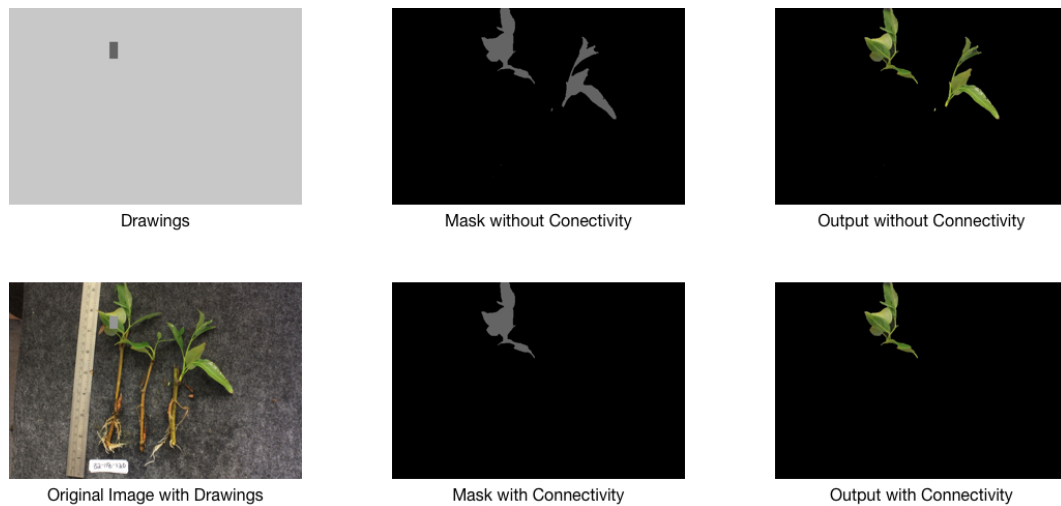 Drawings
Mask without Conectivity
Output without Connectivity
Original Image with Drawings
Mask with Connectivity
Output with Connectivity